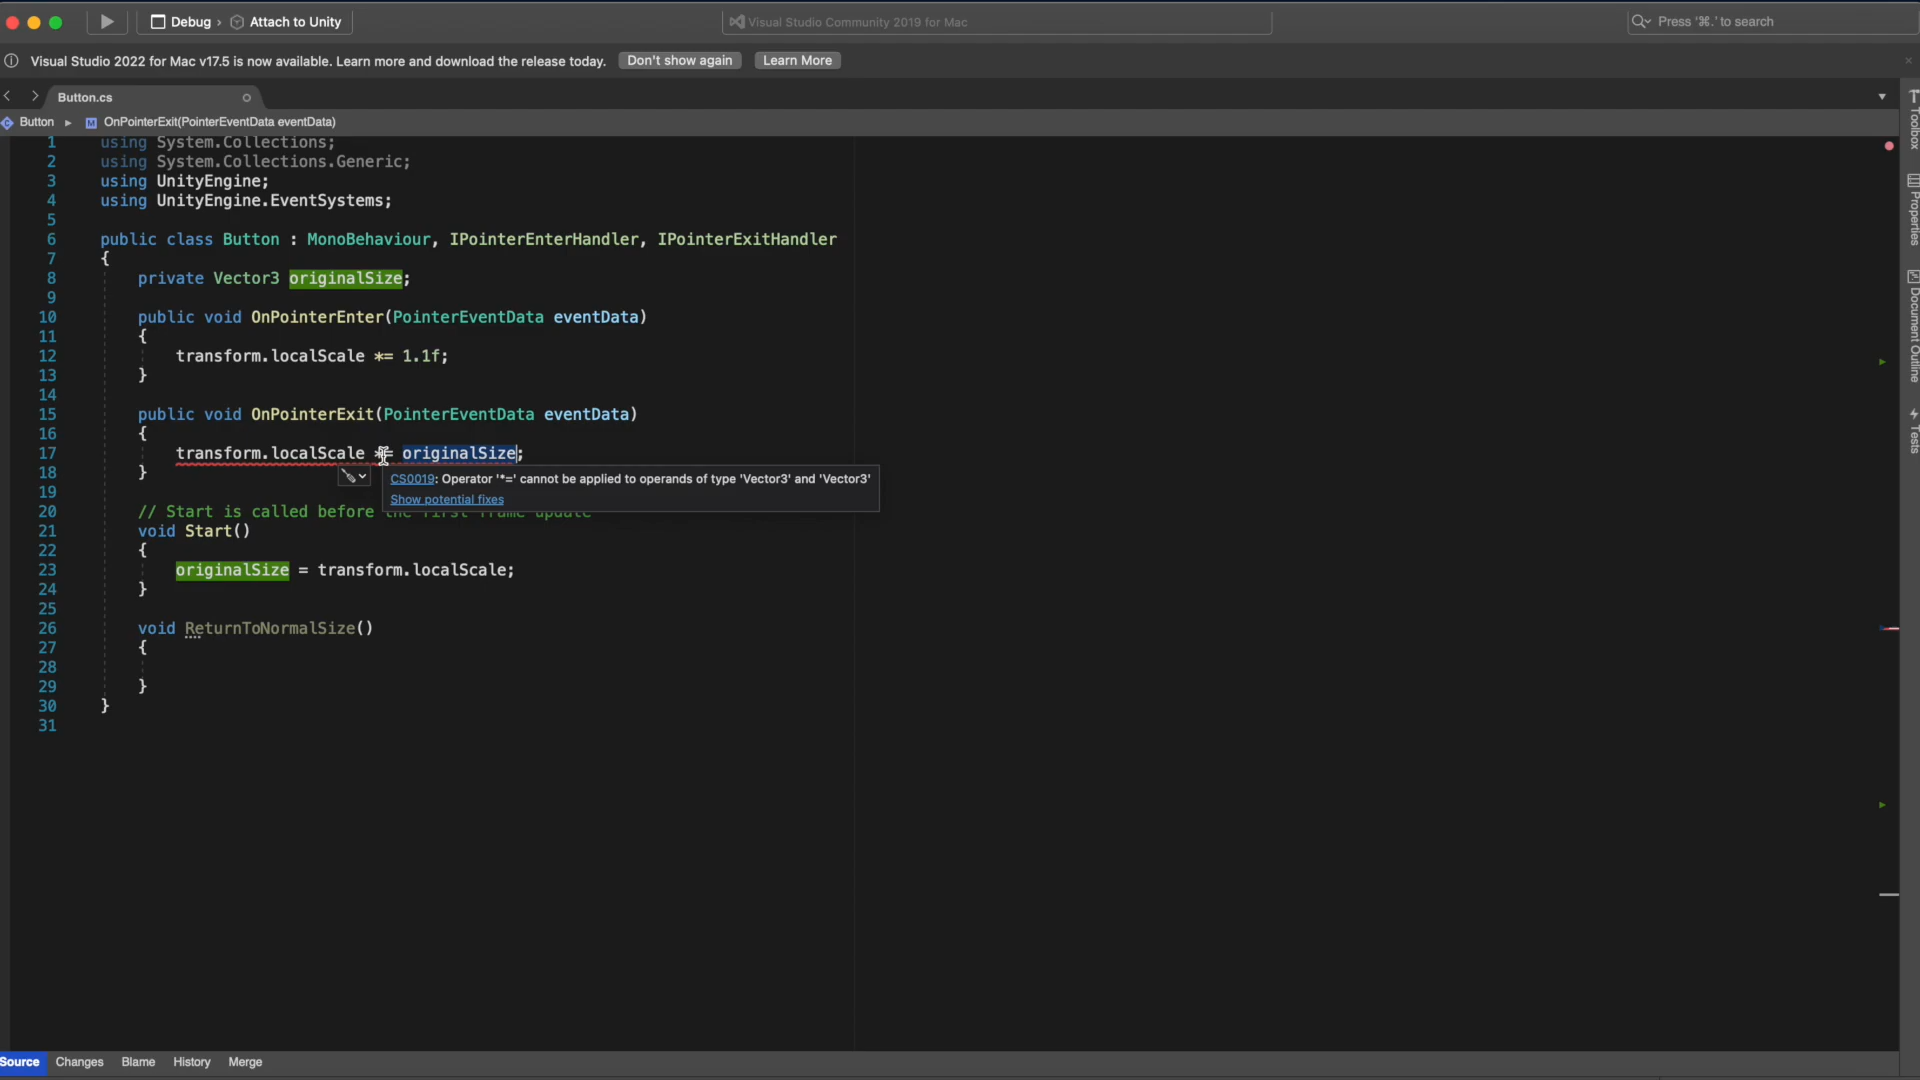 Debug › Attach to Unity
Visual Studio Community 2019 for Mac
Press '⌘.' to search
Visual Studio 2022 for Mac v17.5 is now available. Learn more and download the release today.
Don't show again
Learn More
Button.cs
Button ▸ M OnPointerExit(PointerEventData eventData)
1 using System.Collections;
2 using System.Collections.Generic;
3 using UnityEngine;
4 using UnityEngine.EventSystems;
5
6 public class Button : MonoBehaviour, IPointerEnterHandler, IPointerExitHandler
7 {
8 private Vector3 originalSize;
9
10 public void OnPointerEnter(PointerEventData eventData)
11 {
12 transform.localScale *= 1.1f;
13 }
14
15 public void OnPointerExit(PointerEventData eventData)
16 {
17 transform.localScale *= originalSize;
18 }
CS0019: Operator '*=' cannot be applied to operands of type 'Vector3' and 'Vector3'
Show potential fixes
19
20 // Start is called before the first frame update
21 void Start()
22 {
23 originalSize = transform.localScale;
24 }
25
26 void ReturnToNormalSize()
27 {
28
29 }
30 }
31
Toolbox
Properties
Document Outline
Tests
Source
Changes
Blame
History
Merge